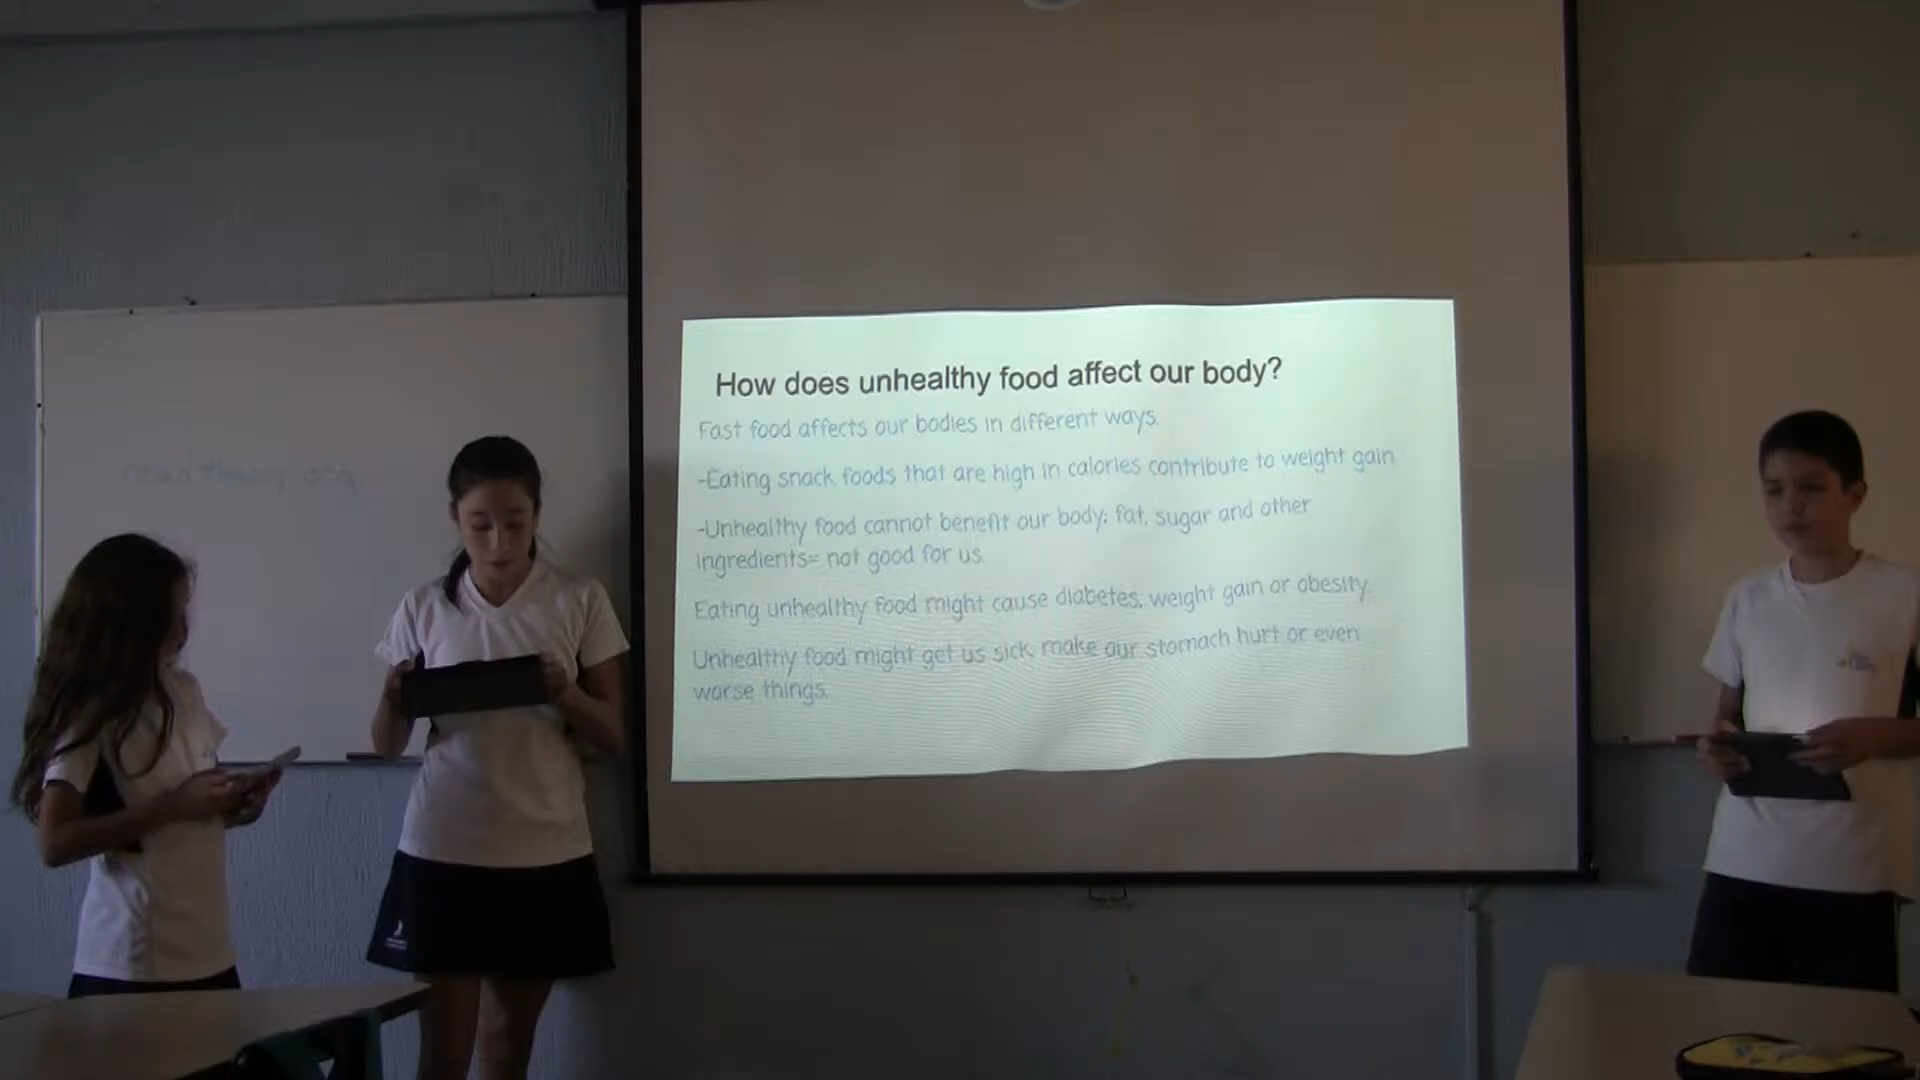 How does unhealthy food affect our body?
Fast food affects our bodies in different ways.
-Eating snack foods that are high in calories contribute to weight gain
-Unhealthy food cannot benefit our body; fat, sugar and other
ingredients= not good for us.
Eating unhealthy food might cause diabetes, weight gain or obesity.
Unhealthy food might get us sick, make our stomach hurt or even
worse things.
readtheory org